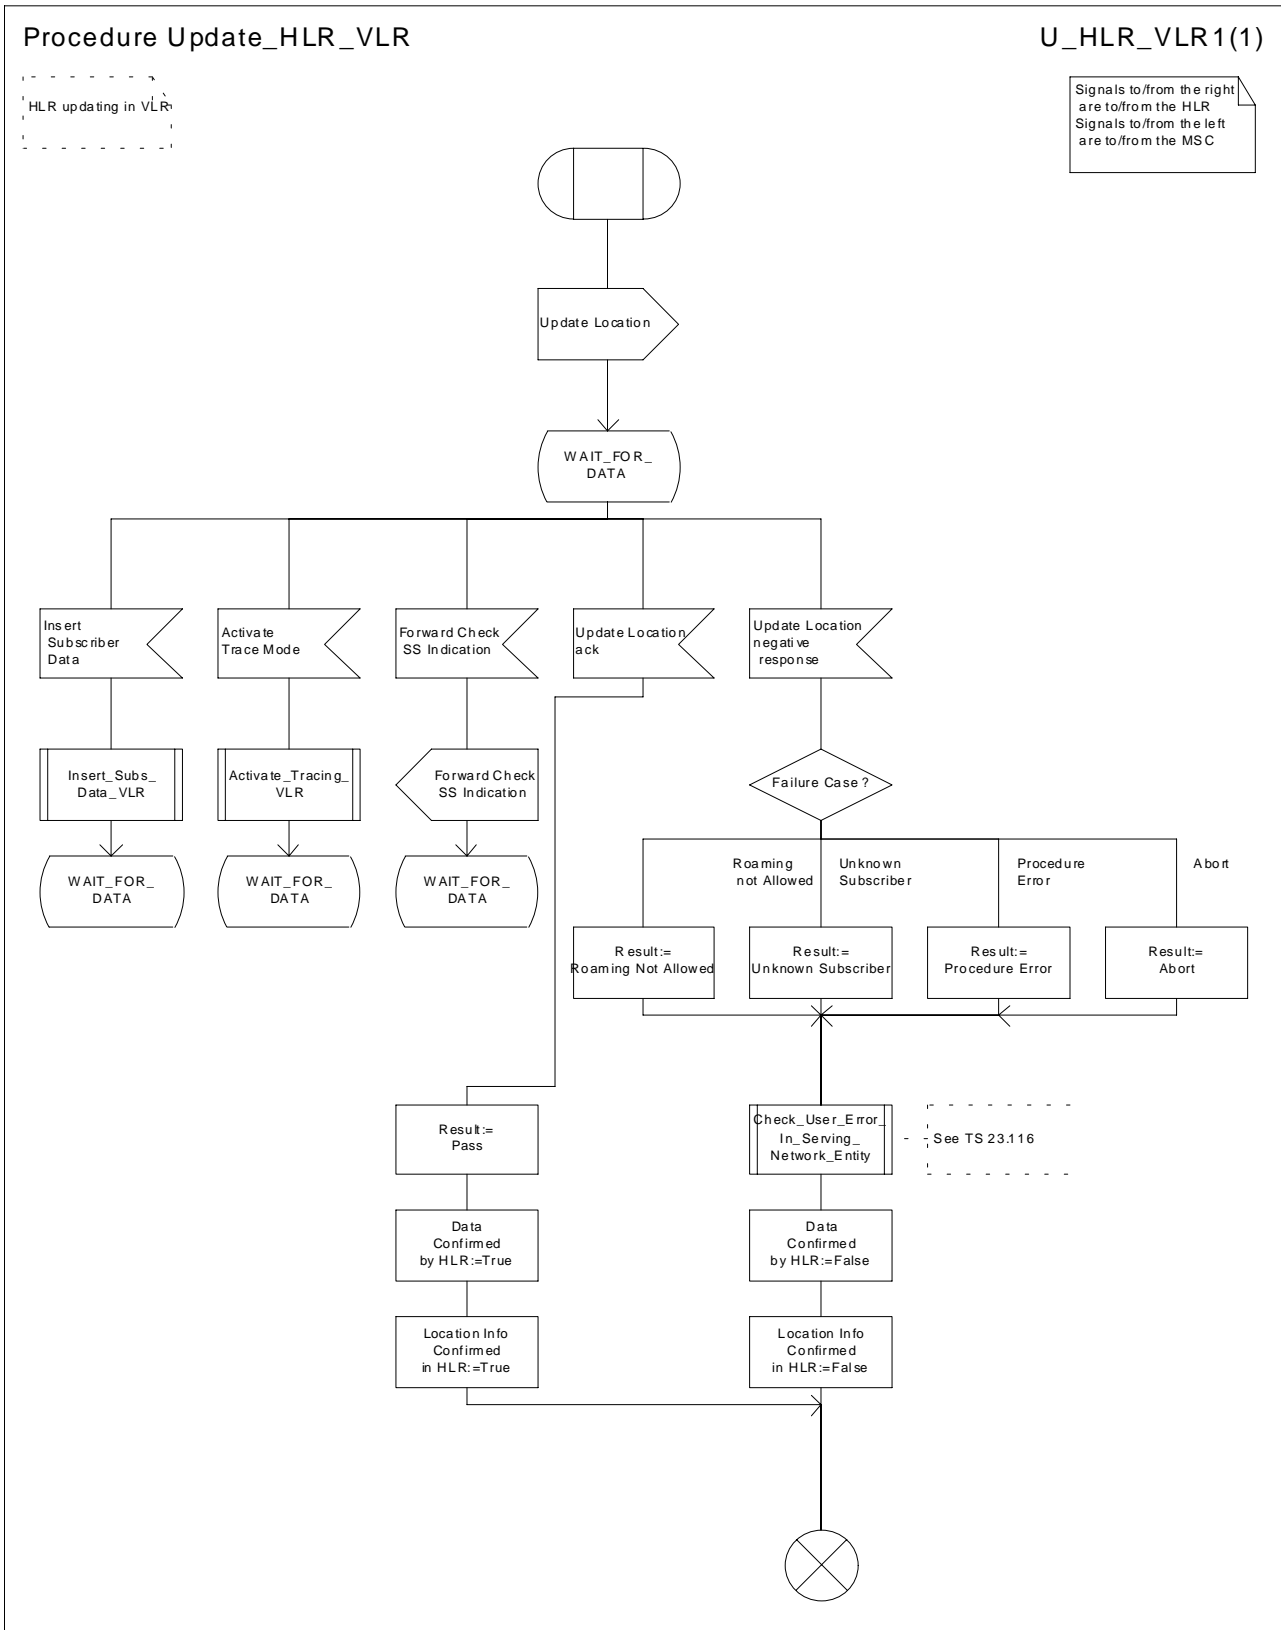 Procedure Update_HLR_VLR
U_HLR_VLR1(1)
HLR updating in VLR
Signals to/from the right
are to/from the HLR
Signals to/from the left
are to/from the MSC
Update Location
WAIT_FOR_
DATA
Insert
Subscriber
Data
Activate
Trace Mode
Forward Check
SS Indication
Update Location
ack
Update Location
negative
response
Insert_Subs_
Data_VLR
Activate_Tracing_
VLR
Forward Check
SS Indication
Failure Case ?
WAIT_FOR_
DATA
WAIT_FOR_
DATA
WAIT_FOR_
DATA
Roaming
not Allowed
Unknown
Subscriber
Procedure
Error
Abort
Result:=
Roaming Not Allowed
Result:=
Unknown Subscriber
Result:=
Procedure Error
Result:=
Abort
Result:=
Pass
Check_User_Error_
In_Serving_
Network_Entity
See TS 23.116
Data
Confirmed
by HLR:=True
Data
Confirmed
by HLR:=False
Location Info
Confirmed
in HLR:=True
Location Info
Confirmed
in HLR:=False